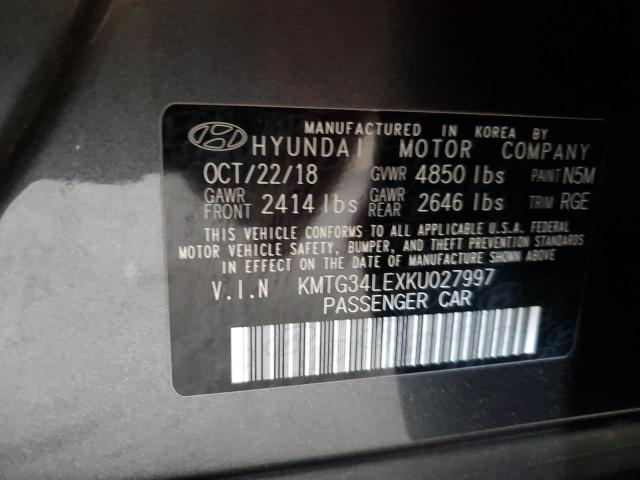 MANUFACTURED IN KOREA BY
HYUNDAI MOTOR COMPANY
OCT/22/18 GVWR 4850 lbs PAINT N5M
GAWR FRONT 2414 lbs GAWR REAR 2646 lbs TRIM RGE
THIS VEHICLE CONFORMS TO ALL APPLICABLE U.S.A. FEDERAL
MOTOR VEHICLE SAFETY, BUMPER, AND THEFT PREVENTION STANDARDS
IN EFFECT ON THE DATE OF MANUFACTURE SHOWN ABOVE
V.I.N KMTG34LEXKU027997
PASSENGER CAR